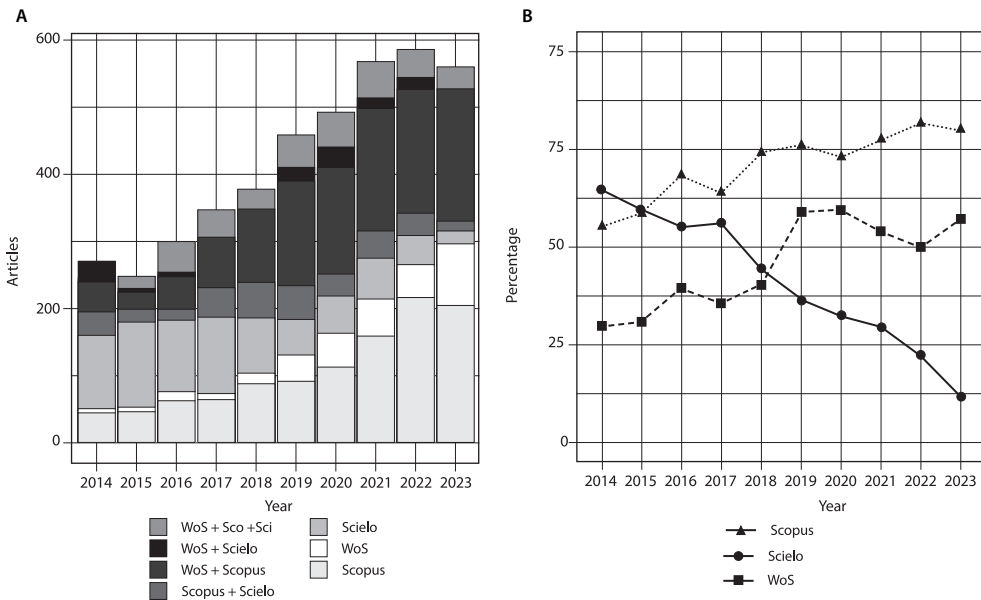 A
Articles
600
400
200
0
2014 2015 2016 2017 2018 2019 2020 2021 2022 2023
Year
WoS + Sco +Sci
WoS + Scielo
WoS + Scopus
Scopus + Scielo
Scielo
WoS
Scopus
B
Percentage
75
75
50
25
0
2014 2015 2016 2017 2018 2019 2020 2021 2022 2023
Year
Scopus
Scielo
WoS